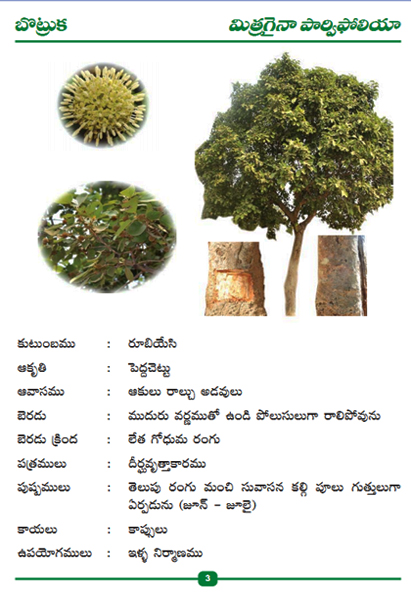 బొట్రుక
మిత్రగైనా పార్విఫోలియా
కుటుంబము : రూబియేసి
ఆకృతి : పెద్దచెట్టు
ఆవాసము : ఆకులు రాల్చు అడవులు
బెరడు : ముదురు వర్ణముతో ఉండి పోలుసులుగా రాలిపోవును
బెరడు క్రింద : లేత గోధుమ రంగు
పత్రములు : దీర్ఘవృత్తాకారము
పుష్పములు : తెలుపు రంగు మంచి సువాసన కల్గి పూలు గుత్తులుగా
ఏర్పడును (జూన్ - జూలై)
కాయలు : కాప్సులు
ఉపయోగములు : ఇళ్ళ నిర్మాణము
3